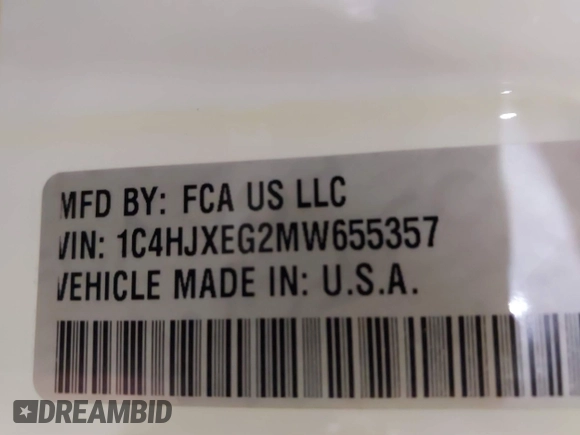 MFD BY: FCA US LLC
VIN: 1C4HJXEG2MW655357
VEHICLE MADE IN: U.S.A.
DREAMBID